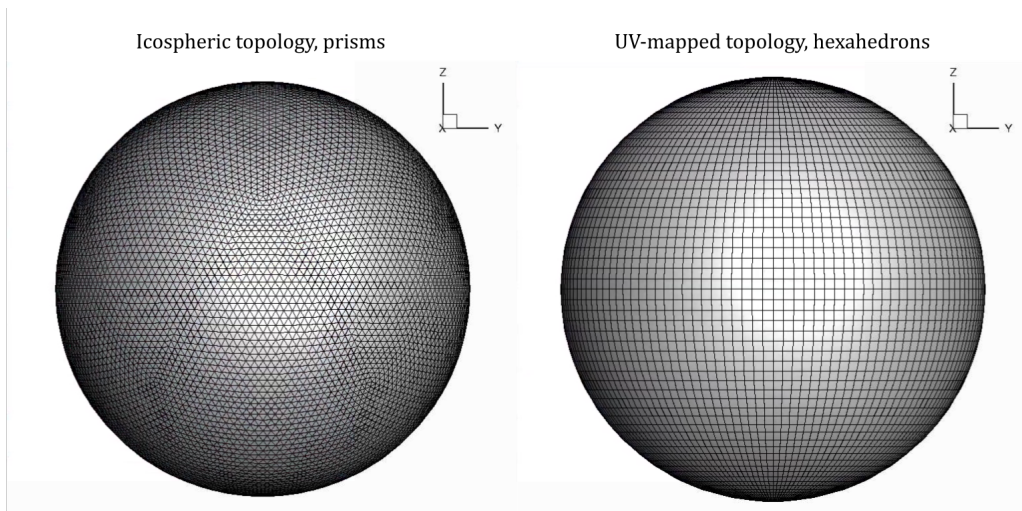 Icospheric topology, prisms
UV-mapped topology, hexahedrons
Z
X
Y
Z
X
Y